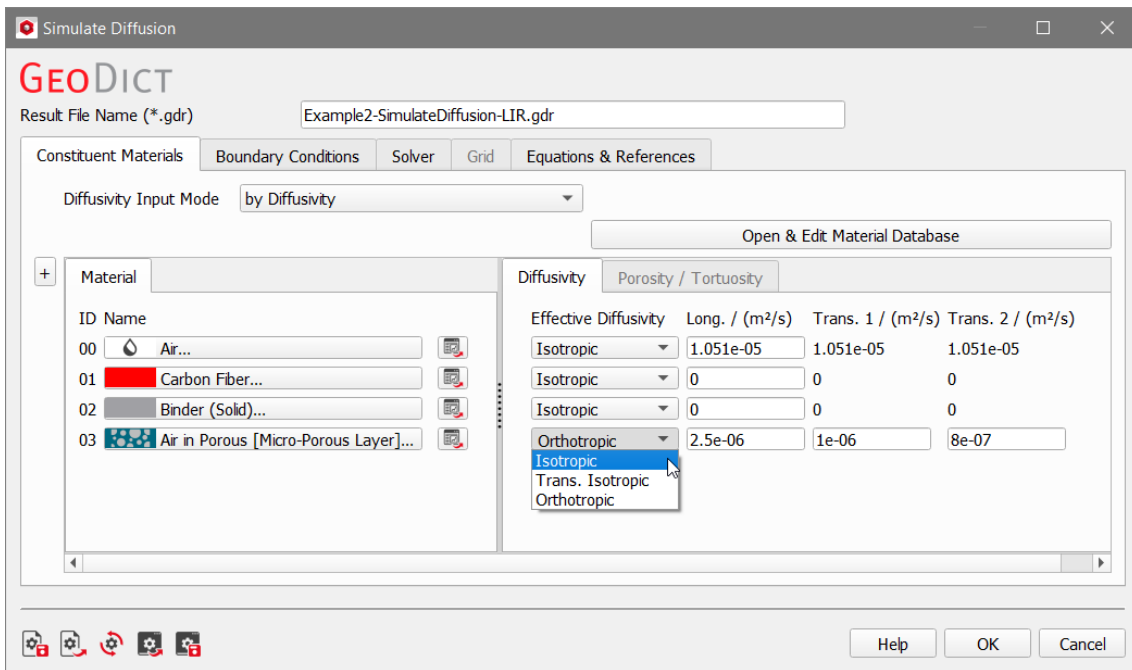 Simulate Diffusion
GEODICT
Result File Name (*.gdr) Example2-SimulateDiffusion-LIR.gdr
Constituent Materials Boundary Conditions Solver Grid Equations & References
Diffusivity Input Mode by Diffusivity
Open & Edit Material Database
+ Material Diffusivity Porosity / Tortuosity
ID Name Effective Diffusivity Long. / (m²/s) Trans. 1 / (m²/s) Trans. 2 / (m²/s)
00 Air... Isotropic 1.051e-05 1.051e-05 1.051e-05
01 Carbon Fiber... Isotropic 0 0 0
02 Binder (Solid)... Isotropic 0 0 0
03 Air in Porous [Micro-Porous Layer]... Orthotropic 2.5e-06 1e-06 8e-07
Isotropic
Trans. Isotropic
Orthotropic
Help OK Cancel